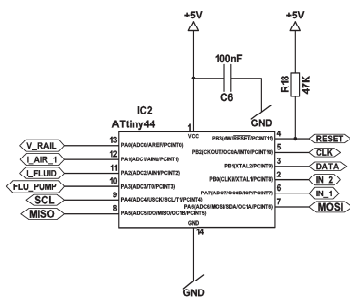 +5V
+5V
100nF
C6
R18
47K
GND
IC2
ATtiny44
1
VCC
V_RAIL 13 PA0(ADC0/AREF/PCINT0)
I_AIR_1 12 PA1(ADC1/AIN0/PCINT1)
I_FLUID 11 PA2(ADC2/AIN1/PCINT2)
FLU_PUMP 10 PA3(ADC3/T0/PCINT3)
SCL 9 PA4(ADC4/USCK/SCL/T1/PCINT4)
MISO 8 PA5(ADC5/DO/MISO/OC1B/PCINT5)
4 RESET
PB2(CKOUT/OC0A/INT0/PCINT10) 5 CLK
PB1(XTAL2/PCINT9) 3 DATA
PB0(CLKI/XTAL1/PCINT8) 2 IN_2
6 IN_1
PA6(ADC6/MOSI/SDA/OC1A/PCINT6) 7 MOSI
GND
14
GND